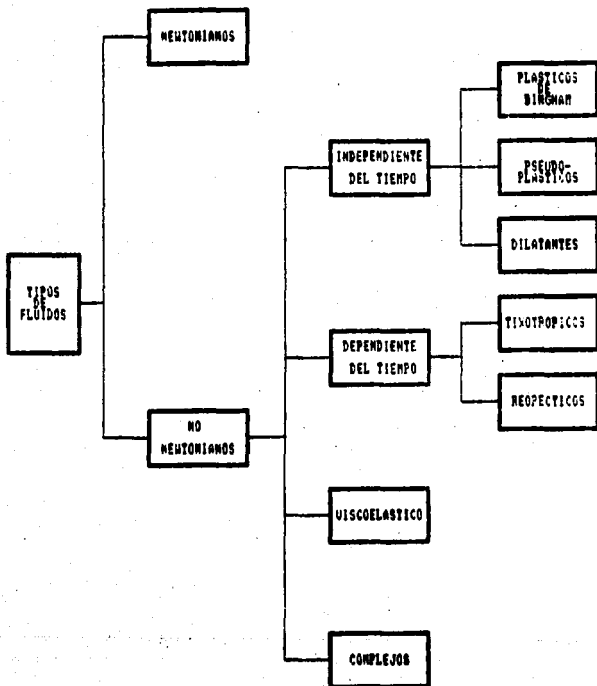 NEWTONIANOS
PLASTICOS
DE
BINGHAM
INDEPENDIENTE
DEL TIEMPO
PSEUDO-
PLASTICOS
DILATANTES
TIPOS
DE
FLUIDOS
TIXOTROPICOS
DEPENDIENTE
DEL TIEMPO
REOPECTICOS
NO
NEWTONIANOS
VISCOELASTICO
COMPLEJOS